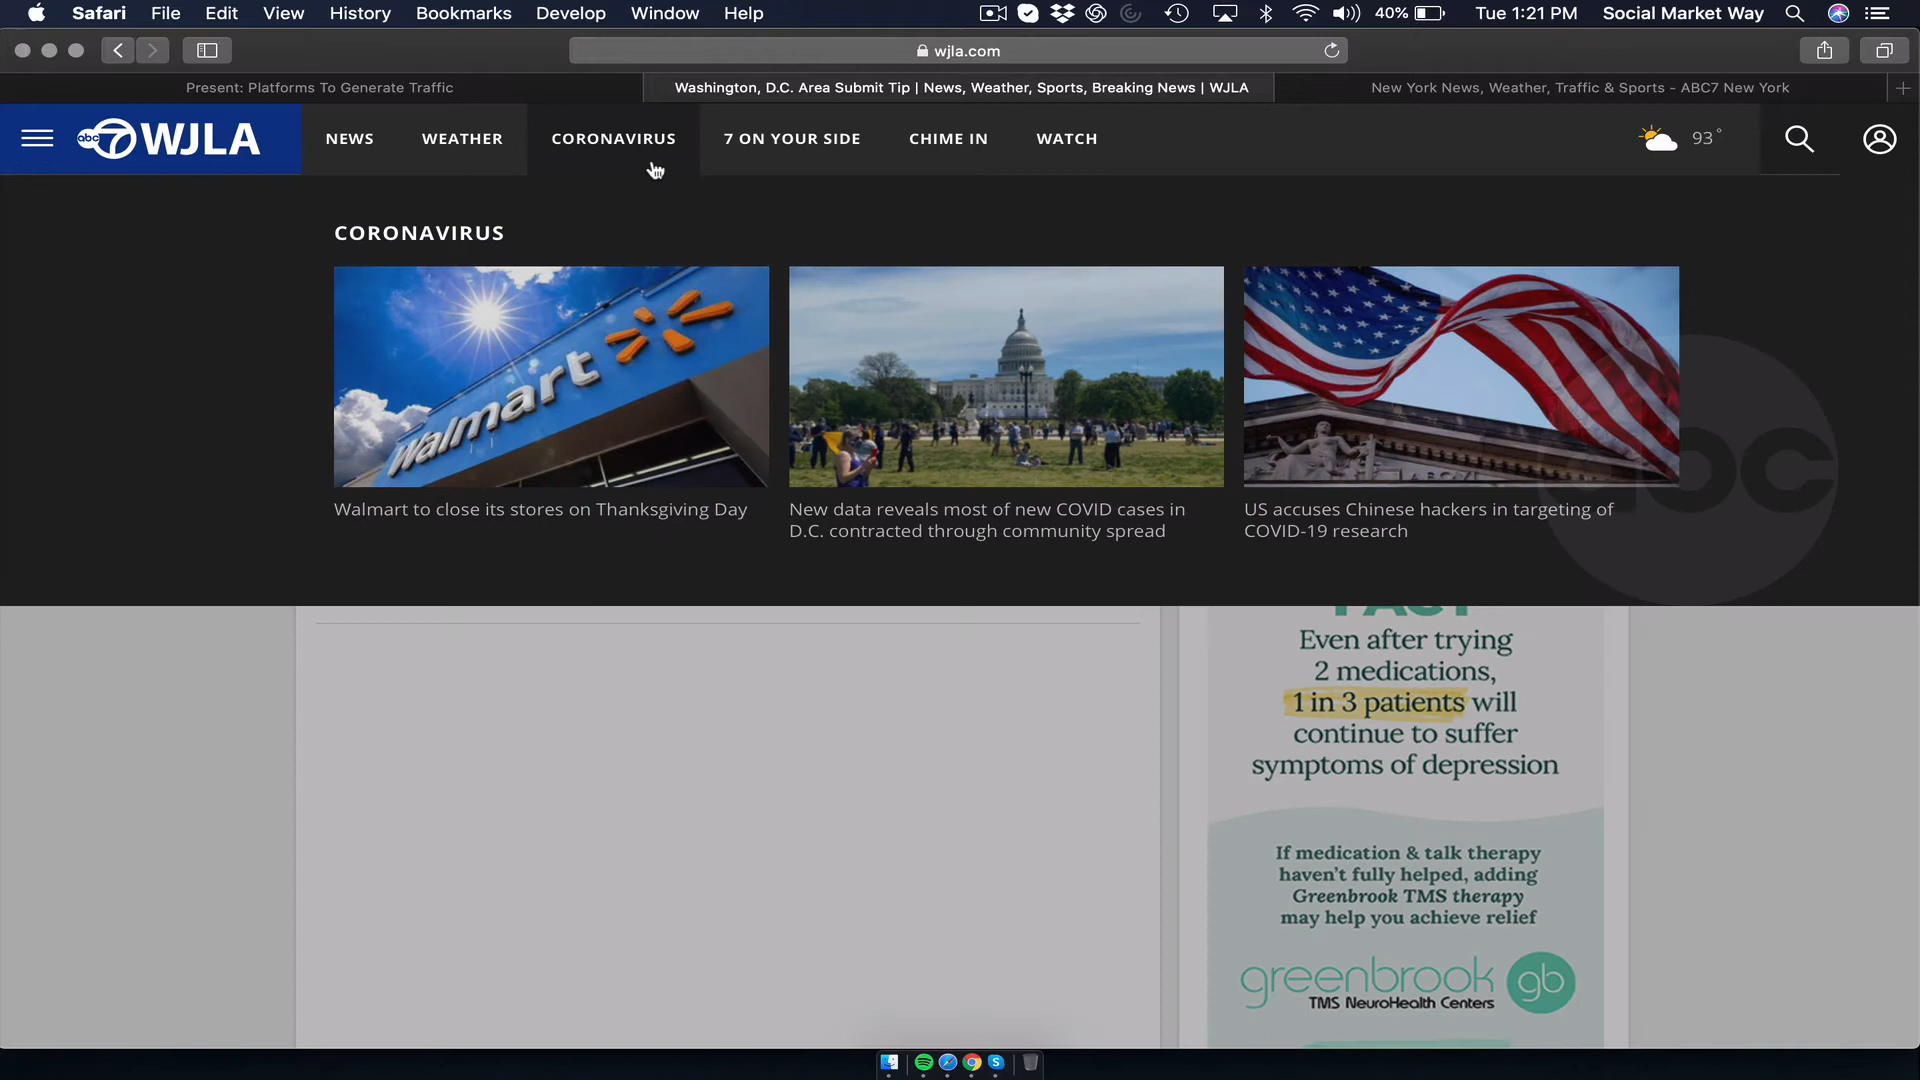 Safari File Edit View History Bookmarks Develop Window Help 40% Tue 1:21 PM Social Market Way
wjla.com
Present: Platforms To Generate Traffic Washington, D.C. Area Submit Tip | News, Weather, Sports, Breaking News | WJLA New York News, Weather, Traffic & Sports - ABC7 New York
abc 7 WJLA NEWS WEATHER CORONAVIRUS 7 ON YOUR SIDE CHIME IN WATCH 93°
CORONAVIRUS
Walmart
abc
Walmart to close its stores on Thanksgiving Day
New data reveals most of new COVID cases in
D.C. contracted through community spread
US accuses Chinese hackers in targeting of
COVID-19 research
FACT
Even after trying
2 medications,
1 in 3 patients will
continue to suffer
symptoms of depression
If medication & talk therapy
haven't fully helped, adding
Greenbrook TMS therapy
may help you achieve relief
greenbrook gb
TMS NeuroHealth Centers